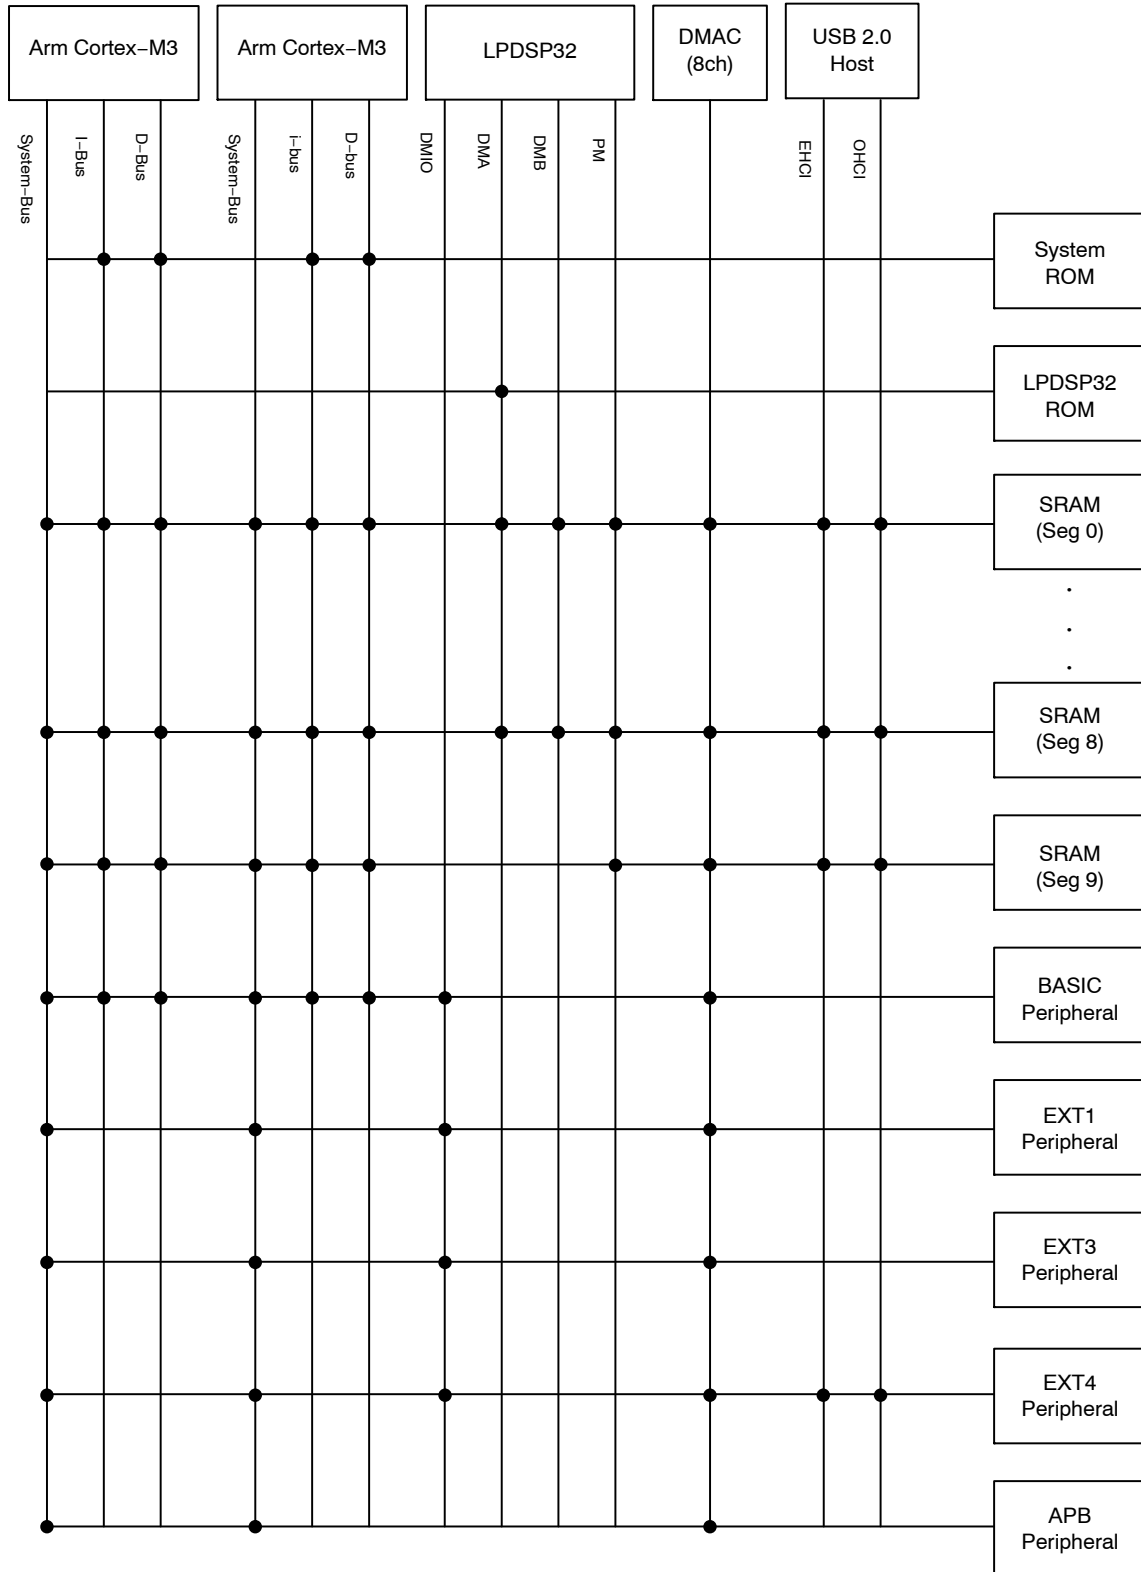 Arm Cortex−M3
Arm Cortex−M3
LPDSP32
DMAC
(8ch)
USB 2.0
Host
System−Bus
I−Bus
D−Bus
System−Bus
i−bus
D−bus
DMIO
DMA
DMB
PM
EHCI
OHCI
System
ROM
LPDSP32
ROM
SRAM
(Seg 0)
.
.
.
SRAM
(Seg 8)
SRAM
(Seg 9)
BASIC
Peripheral
EXT1
Peripheral
EXT3
Peripheral
EXT4
Peripheral
APB
Peripheral